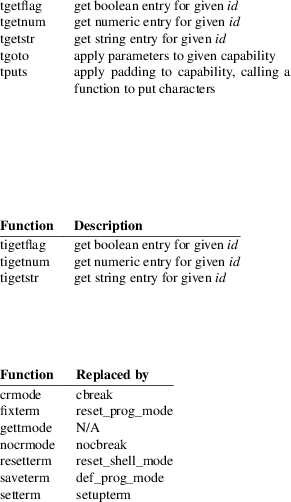 tgetflag get boolean entry for given id
tgetnum get numeric entry for given id
tgetstr get string entry for given id
tgoto apply parameters to given capability
tputs apply padding to capability, calling a
function to put characters
Function Description
tigetflag get boolean entry for given id
tigetnum get numeric entry for given id
tigetstr get string entry for given id
Function Replaced by
crmode cbreak
fixterm reset_prog_mode
gettmode N/A
nocrmode nocbreak
resetterm reset_shell_mode
saveterm def_prog_mode
setterm setupterm